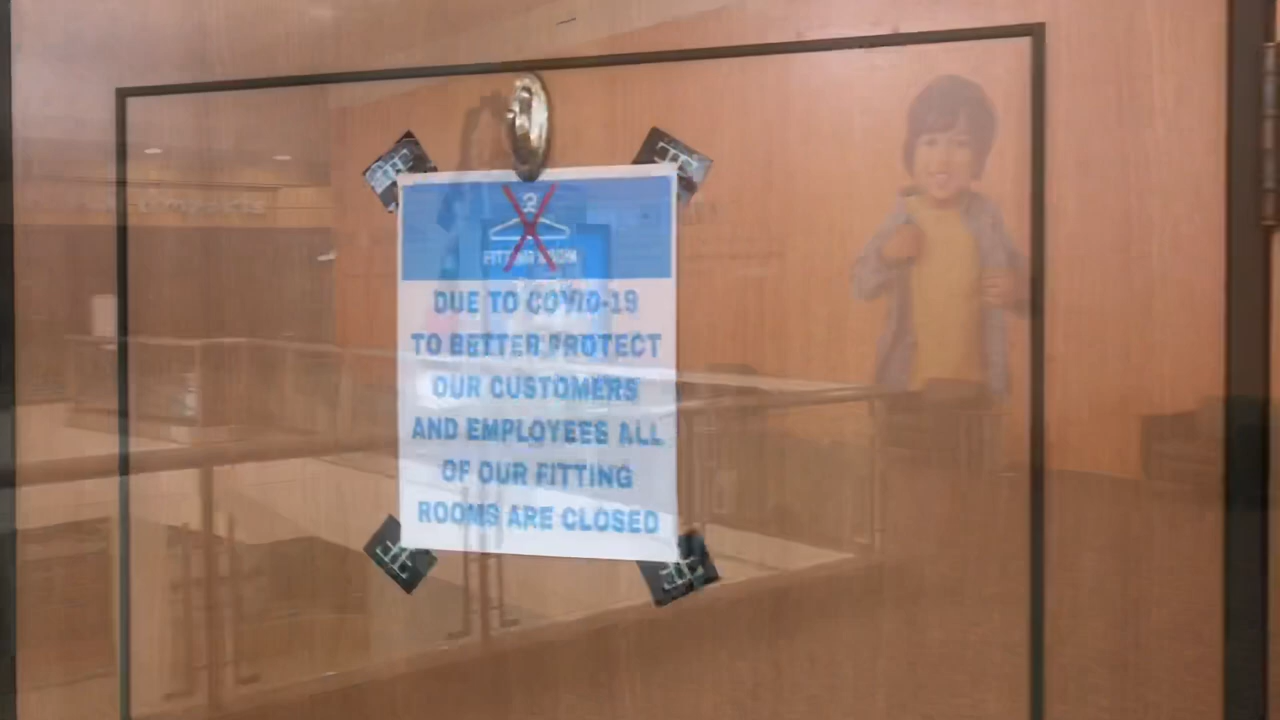 FITTING ROOM
DUE TO COVID-19
TO BETTER PROTECT
OUR CUSTOMERS
AND EMPLOYEES ALL
OF OUR FITTING
ROOMS ARE CLOSED